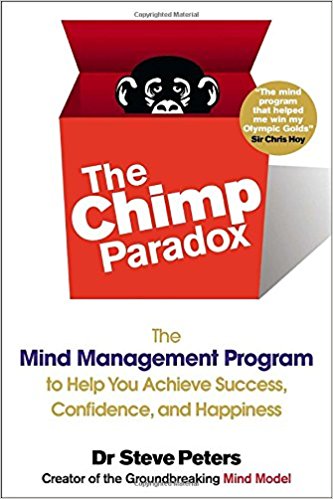 Copyrighted Material
"The mind
program that
helped me
win my
Olympic Golds"
Sir Chris Hoy
The
Chimp
Paradox
The
Mind Management Program
to Help You Achieve Success,
Confidence, and Happiness
Dr Steve Peters
Creator of the Groundbreaking Mind Model
Copyrighted Material